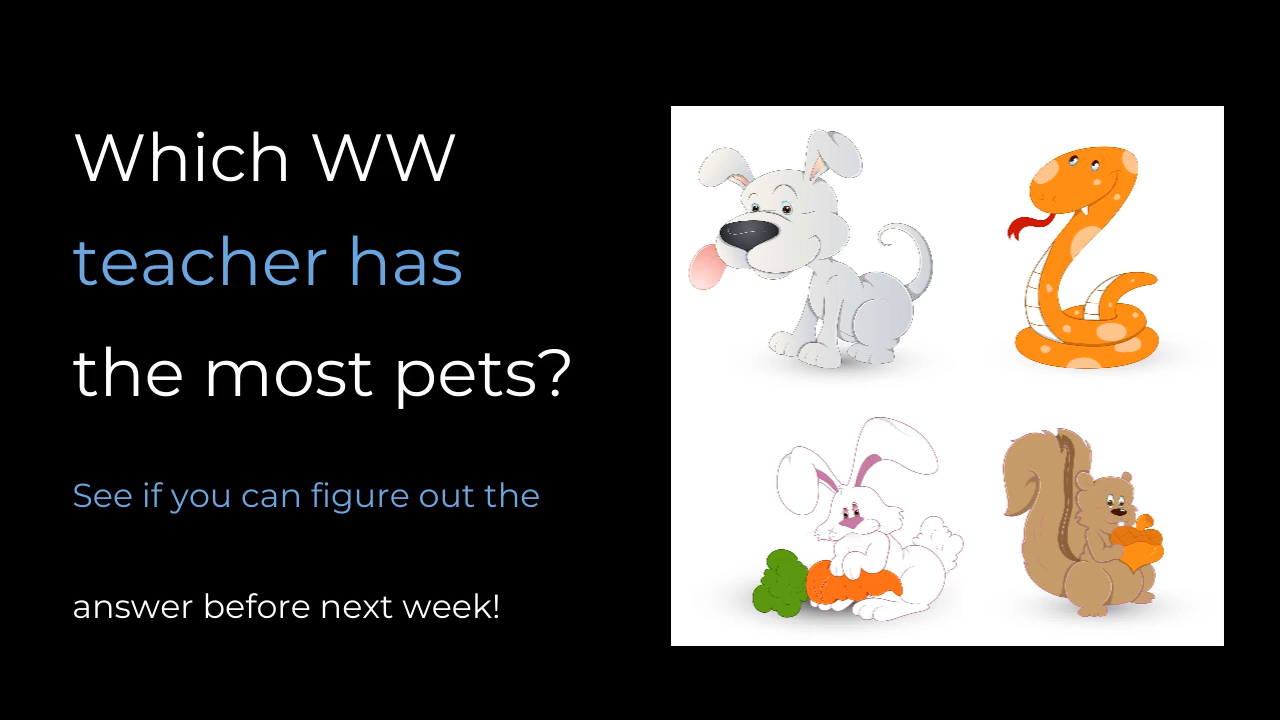 Which WW
teacher has
the most pets?
See if you can figure out the
answer before next week!